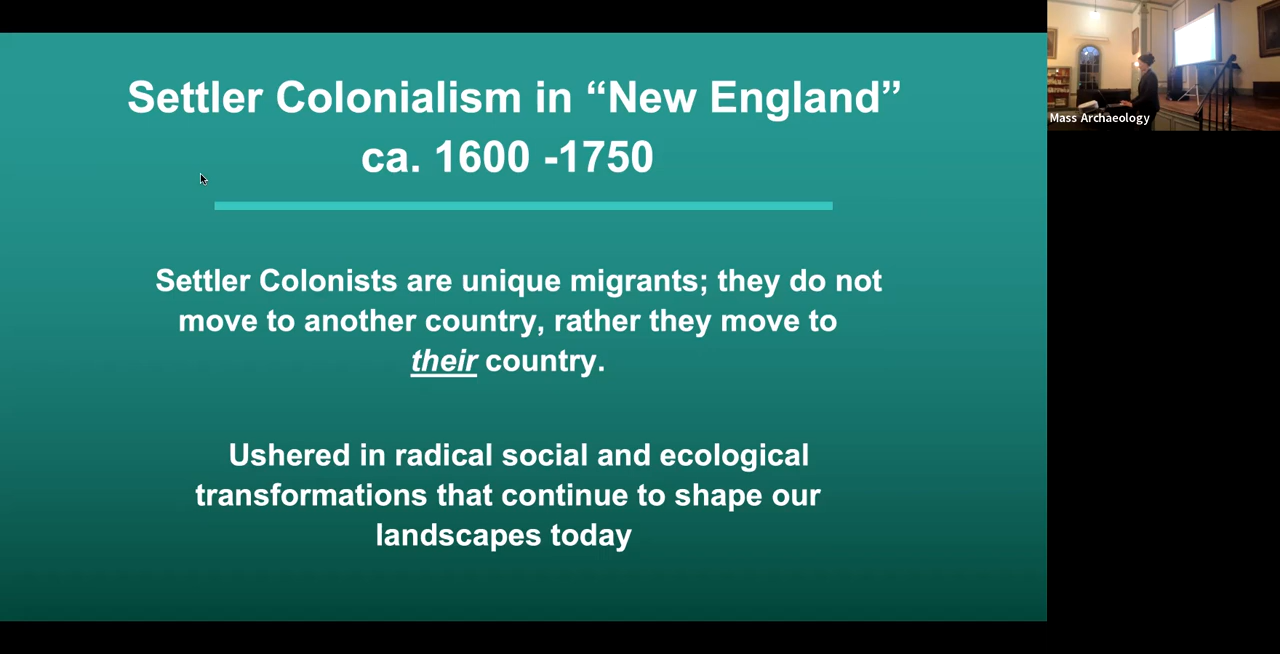 Settler Colonialism in “New England”
ca. 1600 -1750
Settler Colonists are unique migrants; they do not
move to another country, rather they move to
their country.
Ushered in radical social and ecological
transformations that continue to shape our
landscapes today
Mass Archaeology